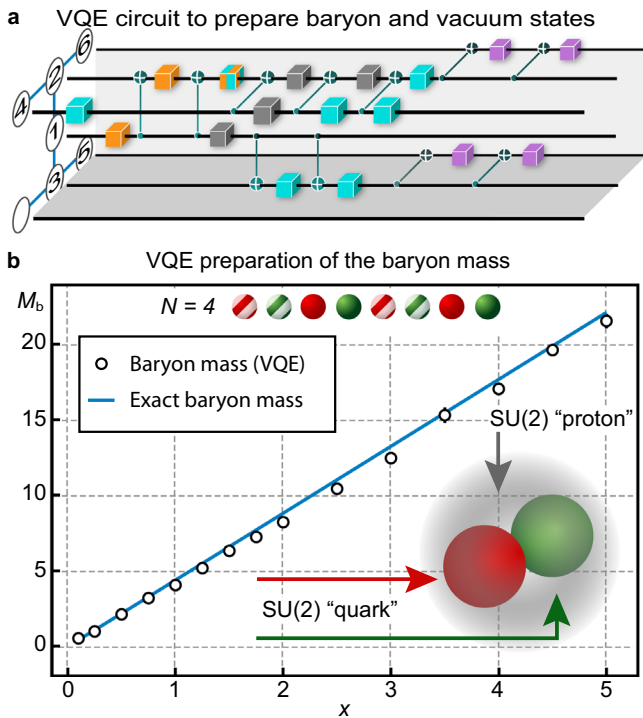 a VQE circuit to prepare baryon and vacuum states
6
2
4
1
5
3
b VQE preparation of the baryon mass
M_b
N = 4
20
Baryon mass (VQE)
Exact baryon mass
15
SU(2) “proton”
10
5
SU(2) “quark”
0
0 1 2 3 4 5
x